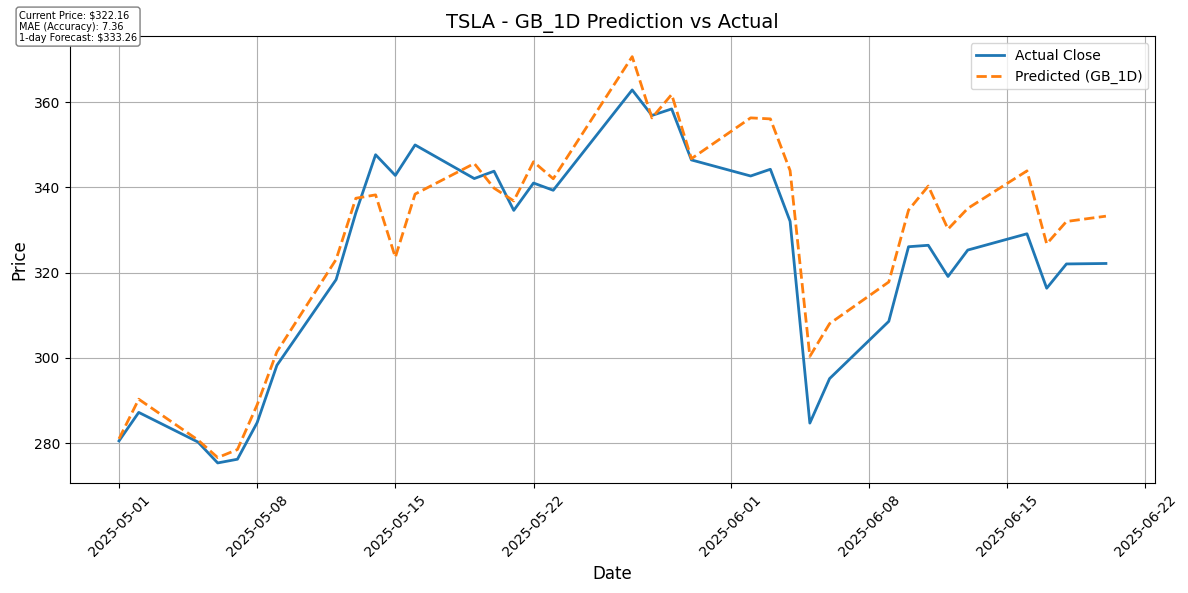 Current Price: $322.16
MAE (Accuracy): 7.36
1-day Forecast: $333.26
TSLA - GB_1D Prediction vs Actual
Actual Close
Predicted (GB_1D)
Price
360
340
320
300
280
2025-05-01
2025-05-08
2025-05-15
2025-05-22
2025-06-01
2025-06-08
2025-06-15
2025-06-22
Date